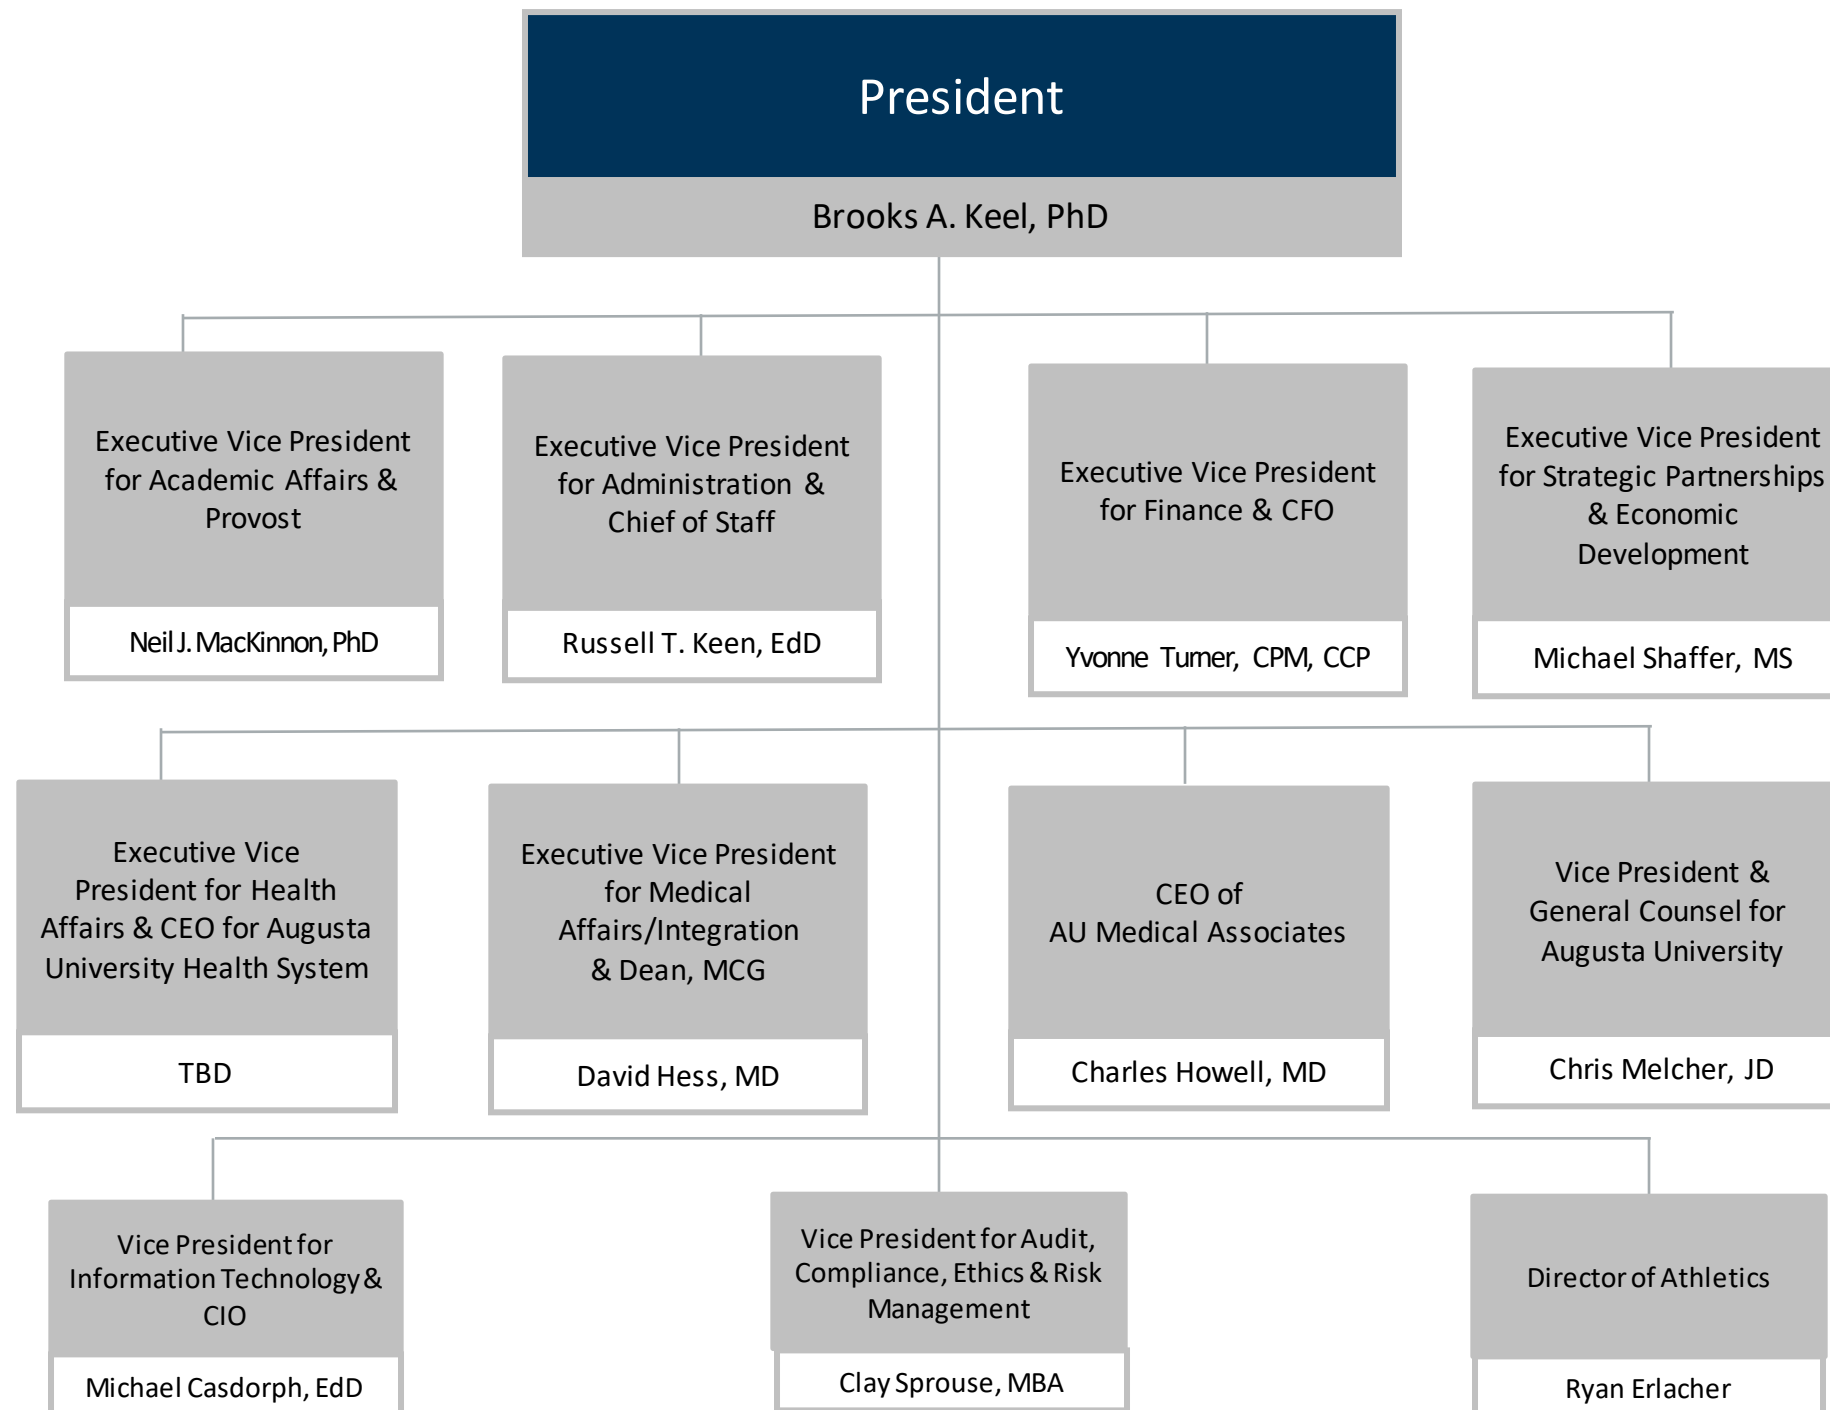 President
Brooks A. Keel, PhD
Executive Vice President
for Academic Affairs &
Provost
Neil J. MacKinnon, PhD
Executive Vice President
for Administration &
Chief of Staff
Russell T. Keen, EdD
Executive Vice President
for Finance & CFO
Yvonne Turner, CPM, CCP
Executive Vice President
for Strategic Partnerships
& Economic
Development
Michael Shaffer, MS
Executive Vice
President for Health
Affairs & CEO for Augusta
University Health System
TBD
Executive Vice President
for Medical
Affairs/Integration
& Dean, MCG
David Hess, MD
CEO of
AU Medical Associates
Charles Howell, MD
Vice President &
General Counsel for
Augusta University
Chris Melcher, JD
Vice President for
Information Technology &
CIO
Michael Casdorph, EdD
Vice President for Audit,
Compliance, Ethics & Risk
Management
Clay Sprouse, MBA
Director of Athletics
Ryan Erlacher